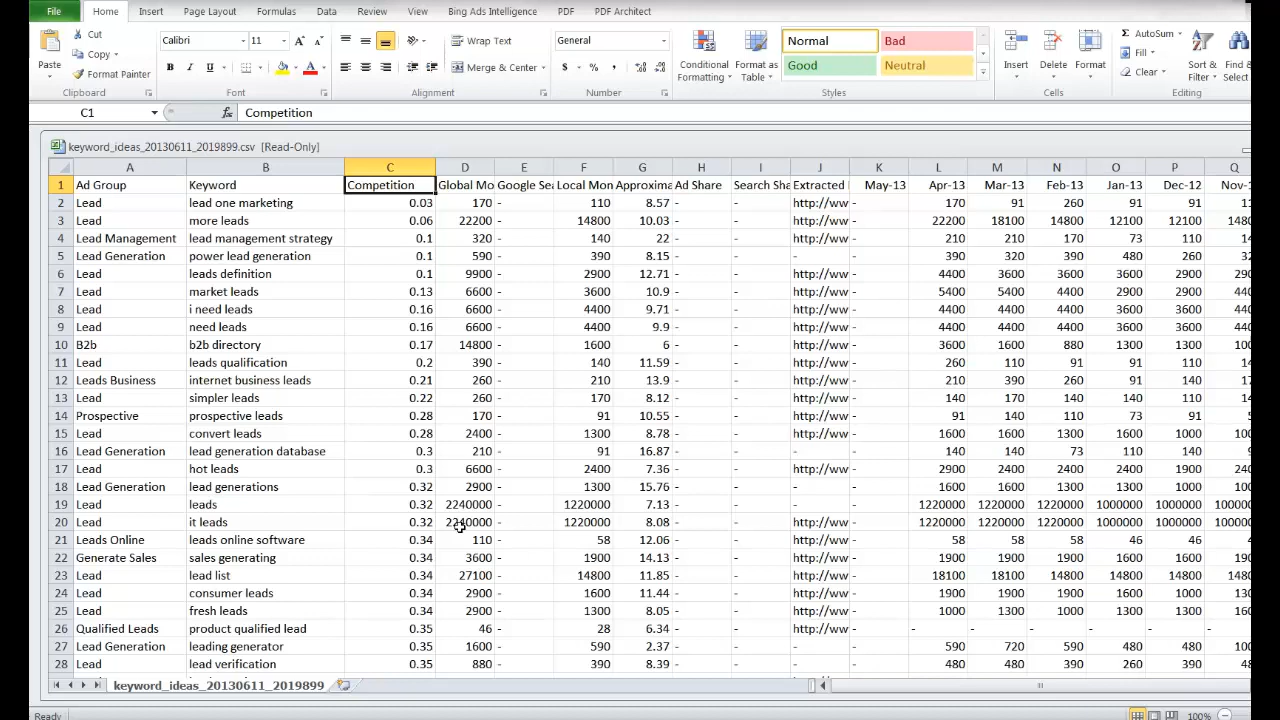 File Home Insert Page Layout Formulas Data Review View Bing Ads Intelligence PDF PDF Architect
Paste Cut Copy Format Painter Clipboard
Calibri 11 Font
Wrap Text Merge & Center Alignment
General $ % , Number
Conditional Formatting Format as Table
Normal Bad
Good Neutral
Styles
Insert Delete Format Cells
Σ AutoSum Fill Clear Sort & Filter Find & Select Editing
C1 fx Competition
keyword_ideas_20130611_2019899.csv [Read-Only]
A B C D E F G H I J K L M N O P Q
1 Ad Group Keyword Competition Global Mo Google Sea Local Mon Approxima Ad Share Search Sha Extracted May-13 Apr-13 Mar-13 Feb-13 Jan-13 Dec-12 Nov-
2 Lead lead one marketing 0.03 170 - 110 8.57 - - http://ww - 170 91 260 91 91 11
3 Lead more leads 0.06 22200 - 14800 10.03 - - http://ww - 22200 18100 14800 12100 12100 1480
4 Lead Management lead management strategy 0.1 320 - 140 22 - - http://ww - 210 210 170 73 110 14
5 Lead Generation power lead generation 0.1 590 - 390 8.15 - - - - 390 320 390 480 260 32
6 Lead leads definition 0.1 9900 - 2900 12.71 - - http://ww - 4400 3600 3600 3600 2900 290
7 Lead market leads 0.13 6600 - 3600 10.9 - - http://ww - 5400 5400 4400 4400 2900 290
8 Lead i need leads 0.16 6600 - 4400 9.71 - - http://ww - 4400 4400 4400 3600 3600 440
9 Lead need leads 0.16 6600 - 4400 9.9 - - http://ww - 4400 4400 4400 3600 3600 440
10 B2b b2b directory 0.17 14800 - 1600 6 - - http://ww - 3600 1600 880 1300 1300 100
11 Lead leads qualification 0.2 390 - 140 11.59 - - http://ww - 260 110 91 91 110 14
12 Leads Business internet business leads 0.21 260 - 210 13.9 - - http://ww - 210 390 260 91 140 17
13 Lead simpler leads 0.22 260 - 170 8.12 - - http://ww - 140 170 140 140 110 14
14 Prospective prospective leads 0.28 170 - 91 10.55 - - http://ww - 91 140 110 73 91 5
15 Lead convert leads 0.28 2400 - 1300 8.78 - - http://ww - 1600 1600 1300 1600 1000 100
16 Lead Generation lead generation database 0.3 210 - 91 16.87 - - - - 140 140 73 110 140 9
17 Lead hot leads 0.3 6600 - 2400 7.36 - - http://ww - 2900 2400 2400 2400 1900 240
18 Lead Generation lead generations 0.32 2900 - 1300 15.76 - - - - 1600 1600 1300 1300 1000 130
19 Lead leads 0.32 2240000 - 1220000 7.13 - - - - 1220000 1220000 1220000 1000000 1000000 100000
20 Lead it leads 0.32 2240000 - 1220000 8.08 - - http://ww - 1220000 1220000 1220000 1000000 1000000 100000
21 Leads Online leads online software 0.34 110 - 58 12.06 - - http://ww - 58 58 58 46 46 4
22 Generate Sales sales generating 0.34 3600 - 1900 14.13 - - http://ww - 1900 1900 1900 1600 1600 190
23 Lead lead list 0.34 27100 - 14800 11.85 - - http://ww - 18100 18100 14800 14800 12100 1480
24 Lead consumer leads 0.34 2900 - 1600 11.44 - - http://ww - 1900 1900 1600 1600 1000 130
25 Lead fresh leads 0.34 2900 - 1300 8.05 - - http://ww - 1000 1300 1000 1300 1300 160
26 Qualified Leads product qualified lead 0.35 46 - 28 6.34 - - http://ww - - - - - - -
27 Lead Generation leading generator 0.35 1600 - 590 2.37 - - - - 590 720 590 480 480 100
28 Lead lead verification 0.35 880 - 390 8.39 - - http://ww - 480 480 390 260 390 48
keyword_ideas_20130611_2019899
Ready 100%